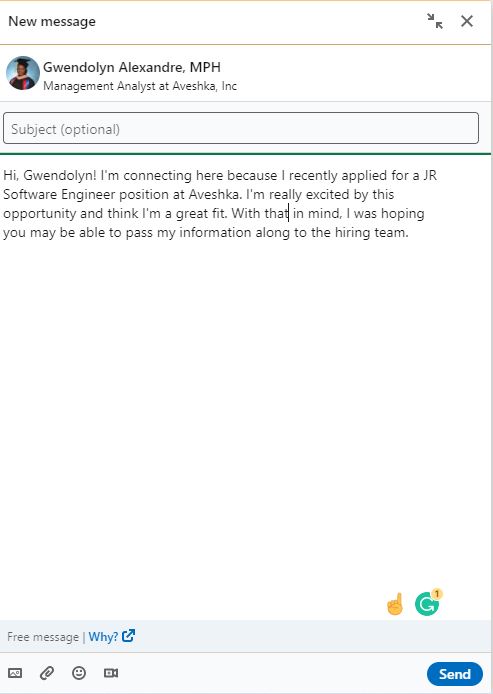 New message
Gwendolyn Alexandre, MPH
Management Analyst at Aveshka, Inc
Subject (optional)
Hi, Gwendolyn! I'm connecting here because I recently applied for a JR
Software Engineer position at Aveshka. I'm really excited by this
opportunity and think I'm a great fit. With that in mind, I was hoping
you may be able to pass my information along to the hiring team.
1
Free message | Why?
Send